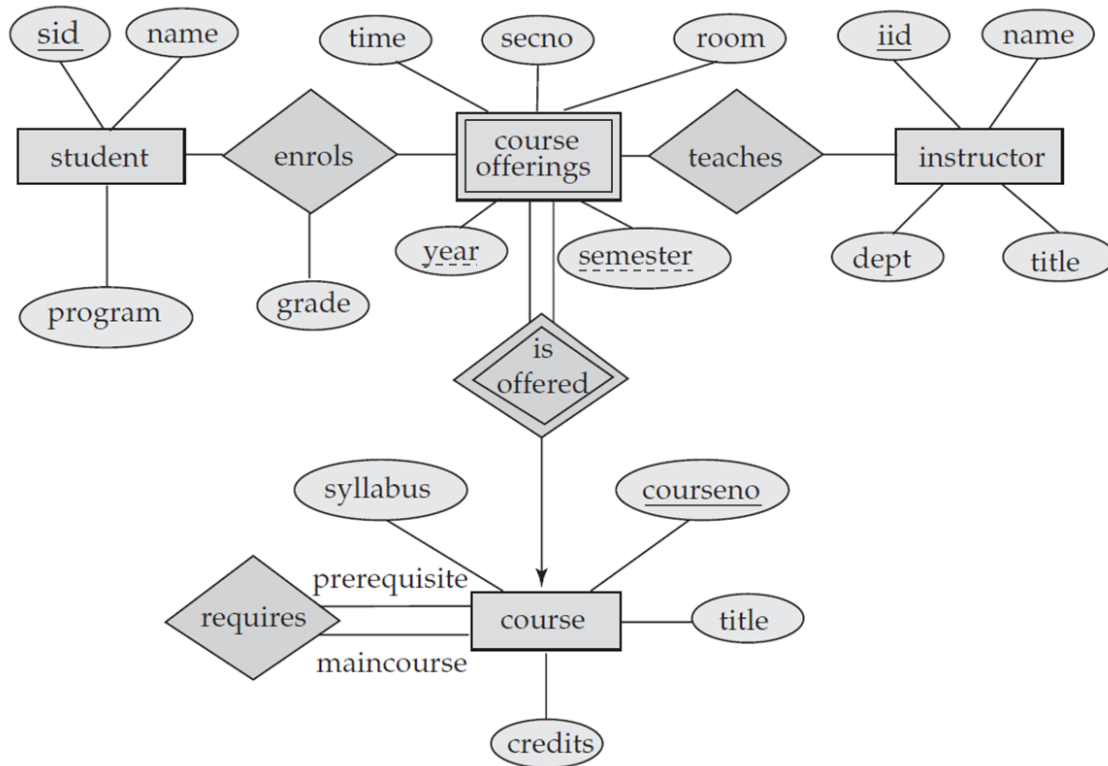 sid
name
time
secno
room
iid
name
student
enrols
course
offerings
teaches
instructor
year
semester
dept
title
program
grade
is
offered
syllabus
courseno
prerequisite
requires
course
title
maincourse
credits